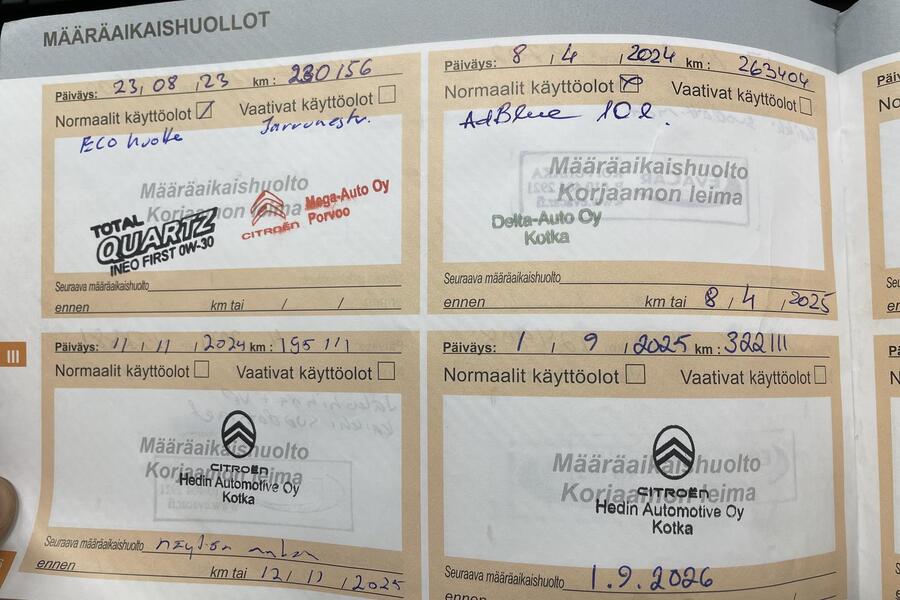 MÄÄRÄAIKAISHUOLLOT
Päiväys: 23,08,23 km: 230156
Normaalit käyttöolot Vaativat käyttöolot
ECO huolto Jarrunestr.
Määräaikaishuolto
Korjaamon leima
TOTAL
QUARTZ
INEO FIRST 0W-30
CITROËN
Mega-Auto Oy
Porvoo
Seuraava määräaikaishuolto
ennen km tai / /
Päiväys: 8, 4, 2024 km: 263404
Normaalit käyttöolot Vaativat käyttöolot
AdBlue 10l.
Määräaikaishuolto
Korjaamon leima
Delta-Auto Oy
Kotka
Seuraava määräaikaishuolto
ennen km tai 8, 4, 2025
III
Päiväys: 11, 11, 2024 km: 195 111
Normaalit käyttöolot Vaativat käyttöolot
Määräaikaishuolto
Korjaamon leima
CITROËN
Hedin Automotive Oy
Kotka
Seuraava määräaikaishuolto
ennen km tai 12, 11, 2025
Päiväys: 1, 9, 2025 km: 322111
Normaalit käyttöolot Vaativat käyttöolot
Määräaikaishuolto
Korjaamon leima
CITROËN
Hedin Automotive Oy
Kotka
Seuraava määräaikaishuolto 1.9.2026
ennen